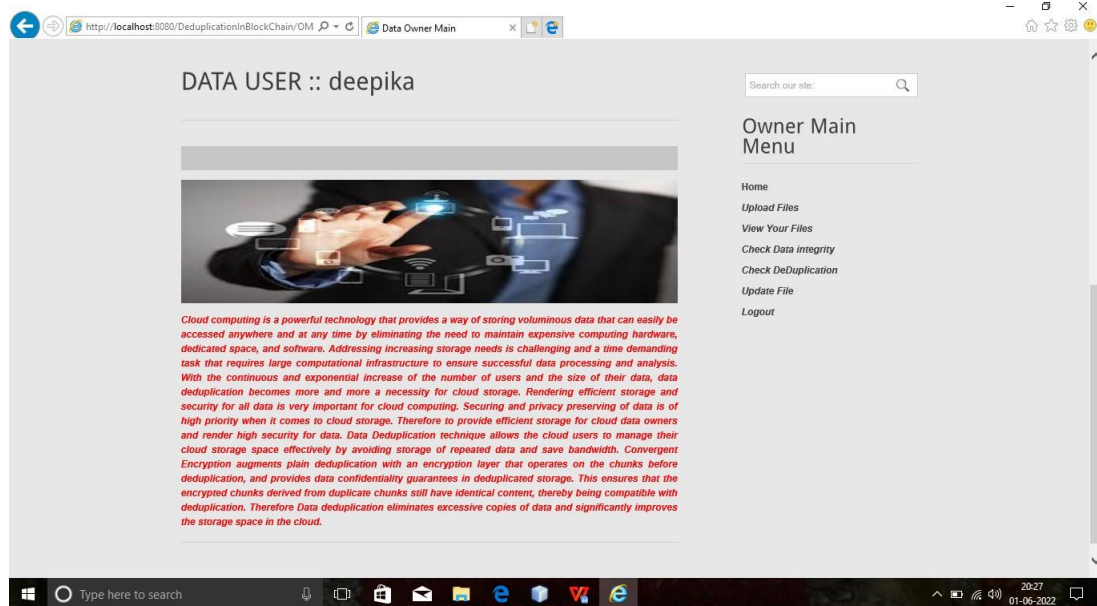 http://localhost:8080/DeduplicationInBlockChain/OM
Data Owner Main
DATA USER :: deepika
Search our ste:
Owner Main
Menu
Home
Upload Files
View Your Files
Check Data integrity
Check DeDuplication
Update File
Logout
Cloud computing is a powerful technology that provides a way of storing voluminous data that can easily be
accessed anywhere and at any time by eliminating the need to maintain expensive computing hardware,
dedicated space, and software. Addressing increasing storage needs is challenging and a time demanding
task that requires large computational infrastructure to ensure successful data processing and analysis.
With the continuous and exponential increase of the number of users and the size of their data, data
deduplication becomes more and more a necessity for cloud storage. Rendering efficient storage and
security for all data is very important for cloud computing. Securing and privacy preserving of data is of
high priority when it comes to cloud storage. Therefore to provide efficient storage for cloud data owners
and render high security for data. Data Deduplication technique allows the cloud users to manage their
cloud storage space effectively by avoiding storage of repeated data and save bandwidth. Convergent
Encryption augments plain deduplication with an encryption layer that operates on the chunks before
deduplication, and provides data confidentiality guarantees in deduplicated storage. This ensures that the
encrypted chunks derived from duplicate chunks still have identical content, thereby being compatible with
deduplication. Therefore Data deduplication eliminates excessive copies of data and significantly improves
the storage space in the cloud.
Type here to search
20:27
01-06-2022